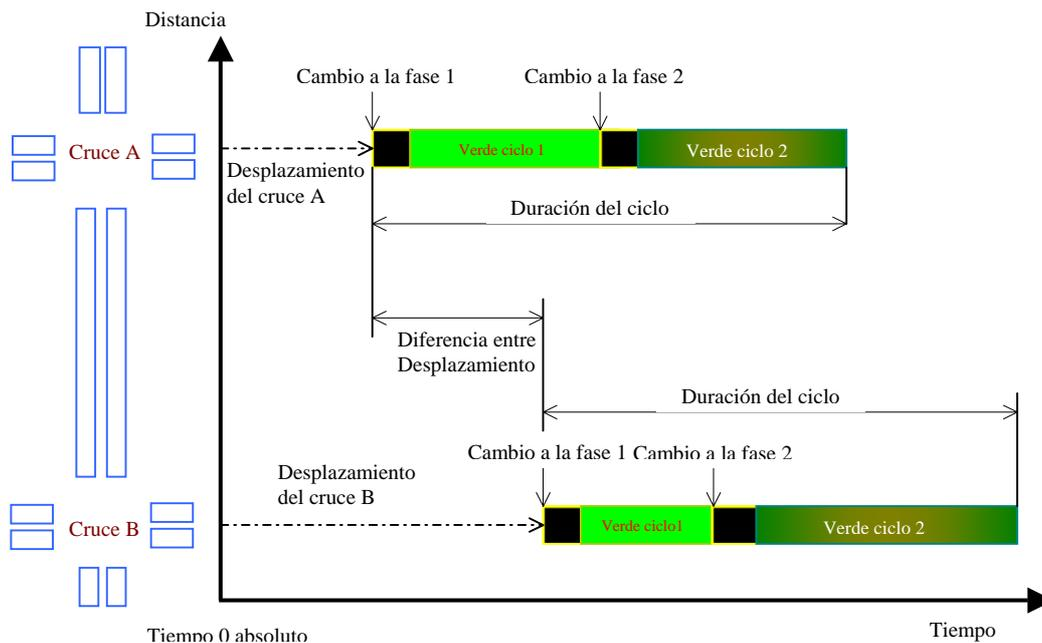 Distancia
Cambio a la fase 1
Cambio a la fase 2
Cruce A
Verde ciclo 1
Verde ciclo 2
Desplazamiento
del cruce A
Duración del ciclo
Diferencia entre
Desplazamiento
Duración del ciclo
Cambio a la fase 1
Cambio a la fase 2
Desplazamiento
del cruce B
Cruce B
Verde ciclo1
Verde ciclo 2
Tiempo 0 absoluto
Tiempo